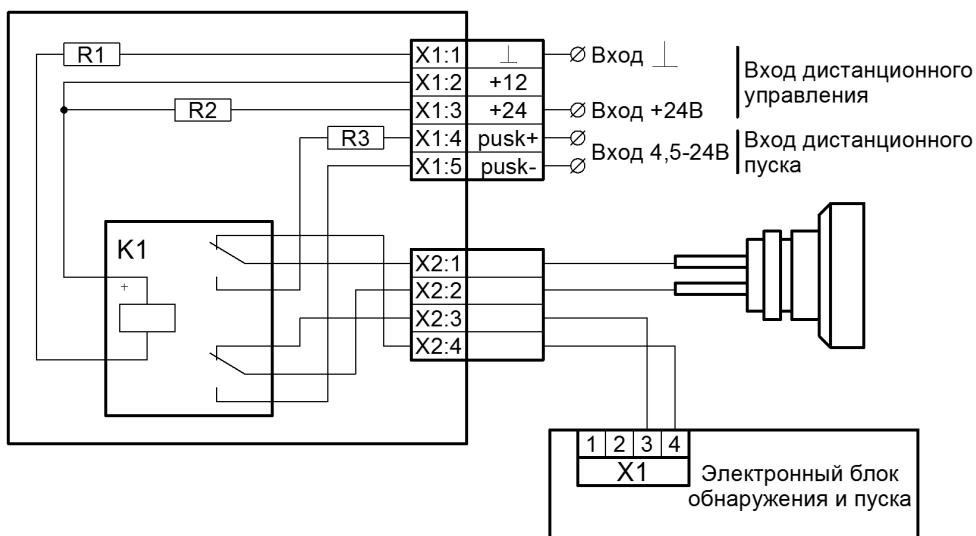 R1
X1:1 ⊥
Вход ⊥
X1:2 +12
R2
X1:3 +24
Вход +24В
R3
X1:4 pusk+
X1:5 pusk-
Вход 4,5-24В
Вход дистанционного
управления
Вход дистанционного
пуска
K1
+
X2:1
X2:2
X2:3
X2:4
1 2 3 4
X1
Электронный блок
обнаружения и пуска